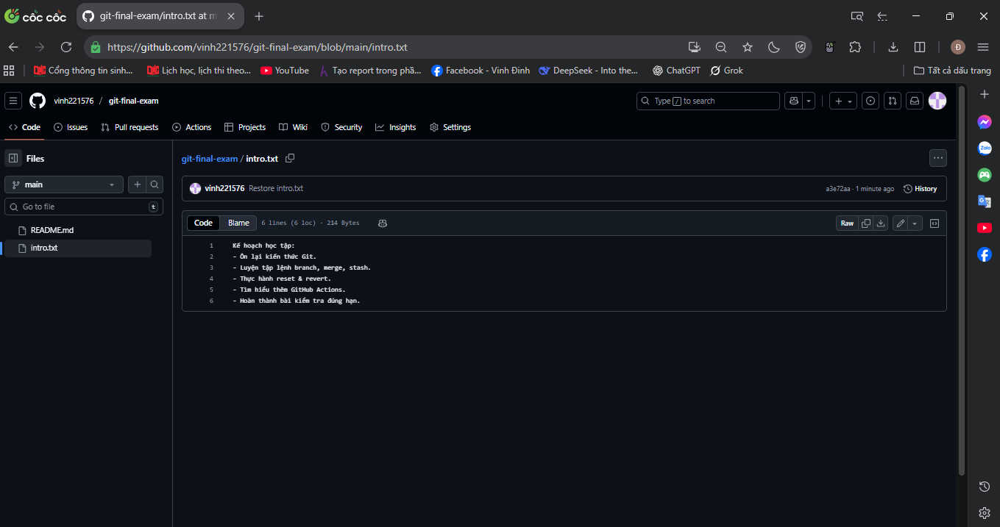 cốc cốc
git-final-exam/intro.txt at m
https://github.com/vinh221576/git-final-exam/blob/main/intro.txt
Đ
Cổng thông tin sinh... Lịch học, lịch thi theo... YouTube Tạo report trong phầ... Facebook - Vinh Đinh DeepSeek - Into the... ChatGPT Grok Tất cả dấu trang
vinh221576 / git-final-exam Type / to search
Code Issues Pull requests Actions Projects Wiki Security Insights Settings
Files
main
Go to file t
README.md
intro.txt
git-final-exam / intro.txt
vinh221576 Restore intro.txt a3e72aa · 1 minute ago History
Code Blame 6 lines (6 loc) · 214 Bytes Raw
1 Kế hoạch học tập:
2 - Ôn lại kiến thức Git.
3 - Luyện tập lệnh branch, merge, stash.
4 - Thực hành reset & revert.
5 - Tìm hiểu thêm GitHub Actions.
6 - Hoàn thành bài kiểm tra đúng hạn.
Zalo